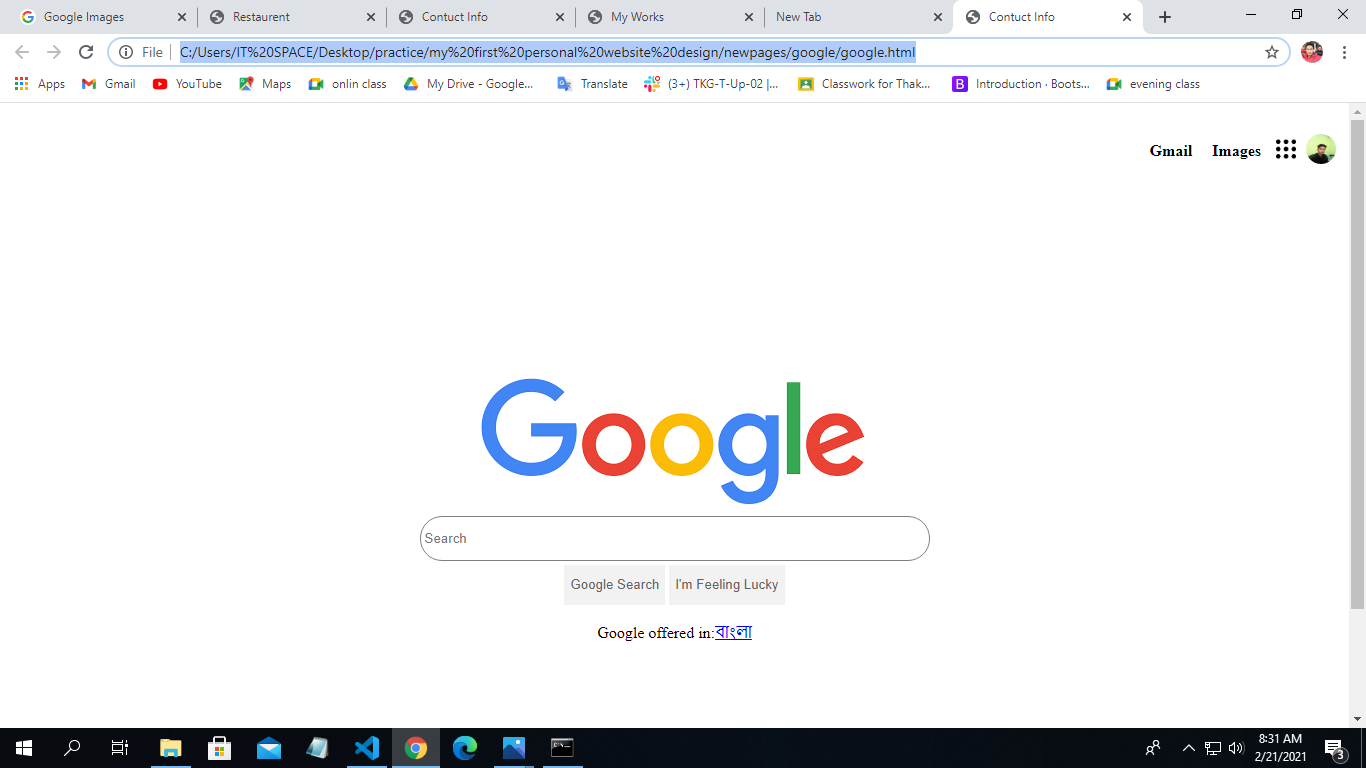 Google Images Restaurent Contuct Info My Works New Tab Contuct Info
File C:/Users/IT%20SPACE/Desktop/practice/my%20first%20personal%20website%20design/newpages/google/google.html
Apps Gmail YouTube Maps onlin class My Drive - Google... Translate (3+) TKG-T-Up-02 |... Classwork for Thak... B Introduction · Boots... evening class
Gmail Images
Google
Search
Google Search I'm Feeling Lucky
Google offered in:বাংলা
8:31 AM
2/21/2021
3